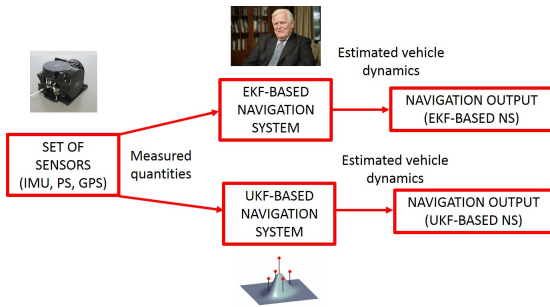 Estimated vehicle
dynamics
EKF-BASED
NAVIGATION
SYSTEM
NAVIGATION OUTPUT
(EKF-BASED NS)
SET OF
SENSORS
(IMU, PS, GPS)
Measured
quantities
Estimated vehicle
dynamics
UKF-BASED
NAVIGATION
SYSTEM
NAVIGATION OUTPUT
(UKF-BASED NS)